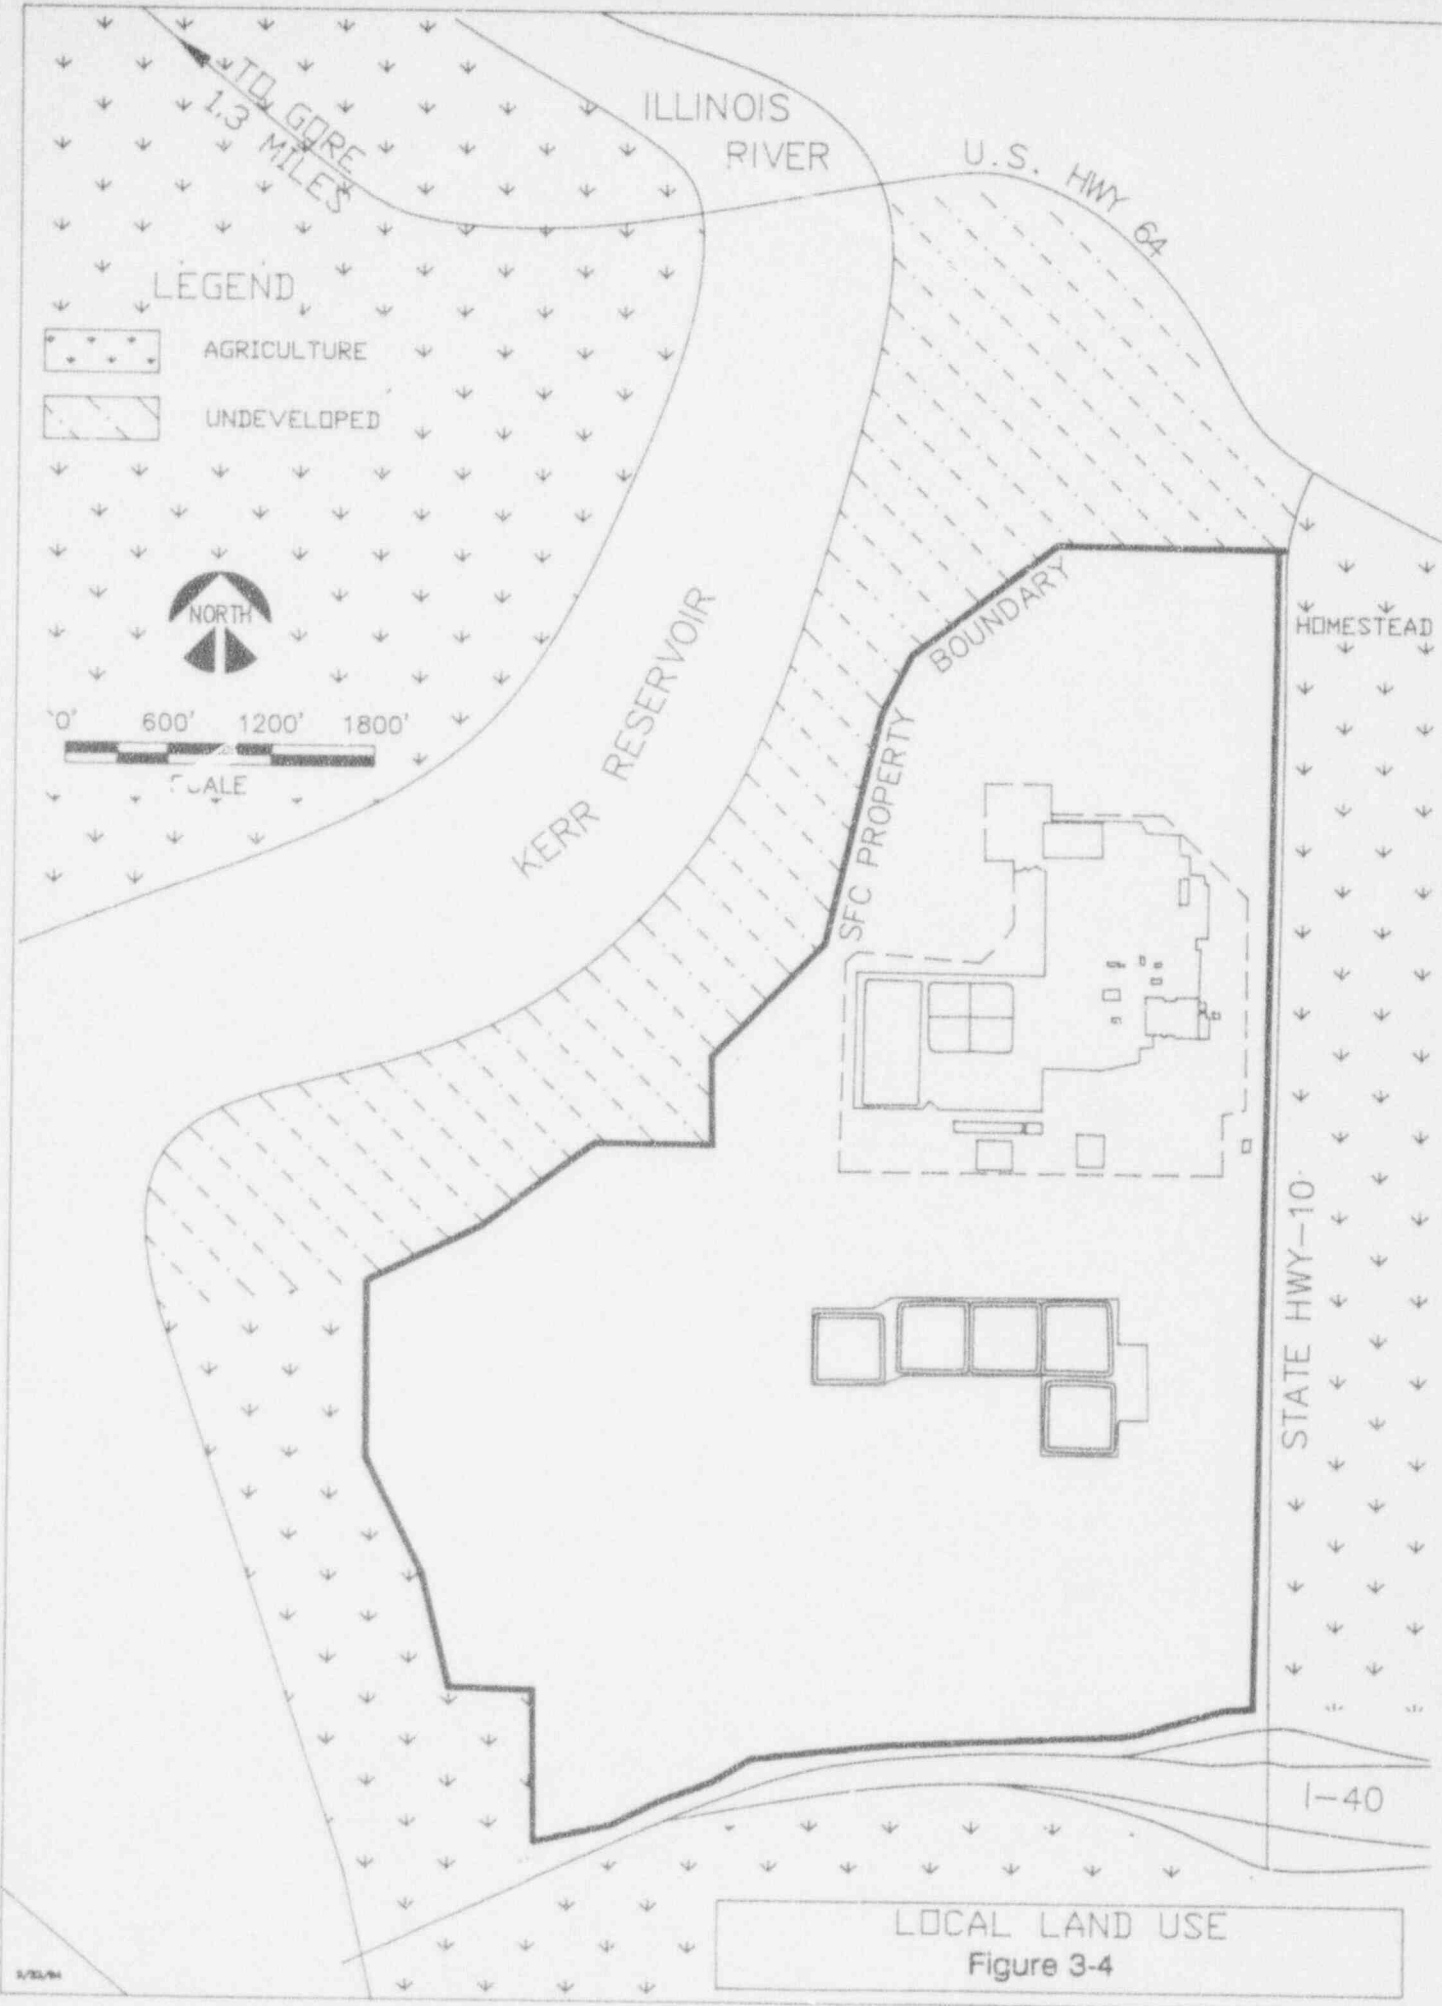 TO GORE
1.3 MILES
ILLINOIS
RIVER
U.S. HWY 64
LEGEND
AGRICULTURE
UNDEVELOPED
NORTH
0' 600' 1200' 1800'
KERR RESERVOIR
SFC PROPERTY BOUNDARY
HOMESTEAD
STATE HWY-10
I-40
LOCAL LAND USE
Figure 3-4